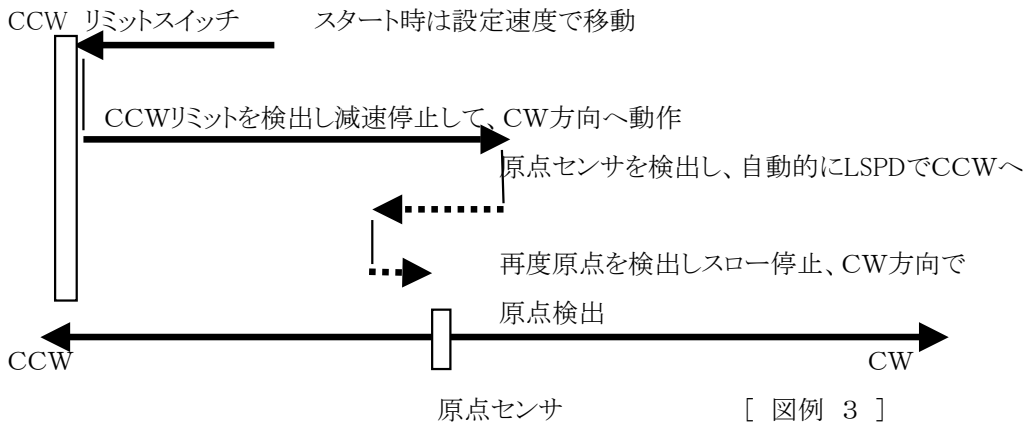 CCW リミットスイッチ スタート時は設定速度で移動
CCWリミットを検出し減速停止して、CW方向へ動作
原点センサを検出し、自動的にLSPDでCCWへ
再度原点を検出しスロー停止、CW方向で
原点検出
CCW CW
原点センサ [ 図例 3 ]